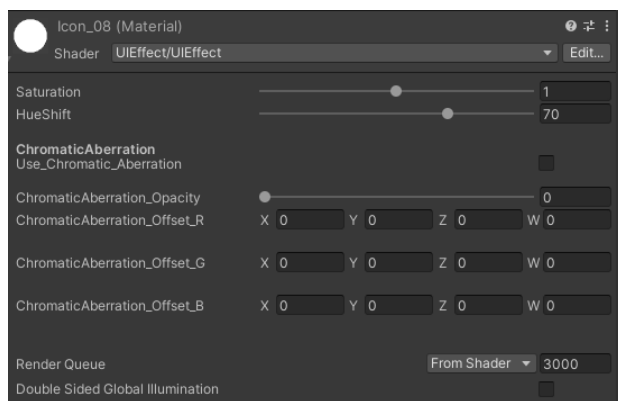 Icon_08 (Material)
Shader UIEffect/UIEffect Edit...
Saturation 1
HueShift 70
ChromaticAberration
Use_Chromatic_Aberration
ChromaticAberration_Opacity 0
ChromaticAberration_Offset_R X 0 Y 0 Z 0 W 0
ChromaticAberration_Offset_G X 0 Y 0 Z 0 W 0
ChromaticAberration_Offset_B X 0 Y 0 Z 0 W 0
Render Queue From Shader 3000
Double Sided Global Illumination